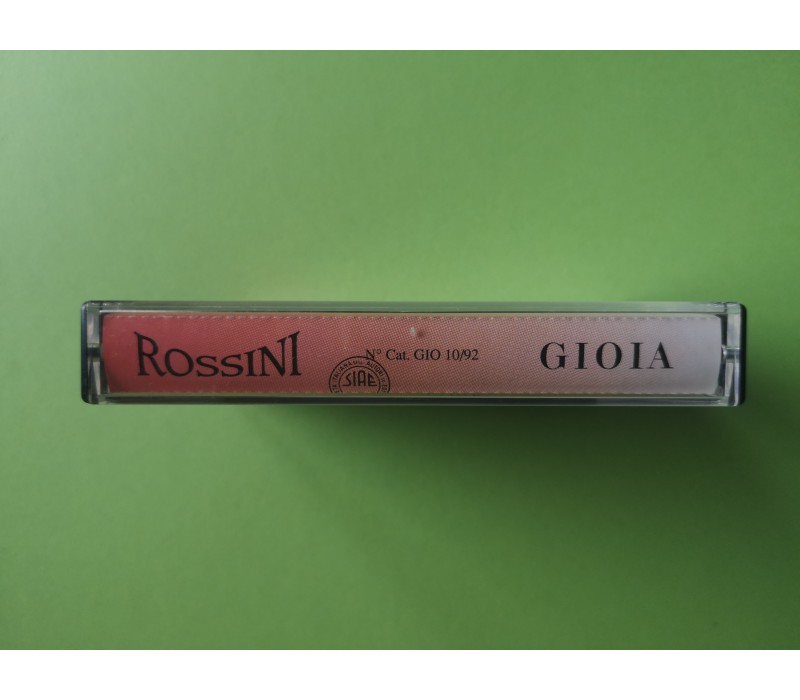 ROSSINI
N° Cat. GIO 10/92
SIAE
GIOIA